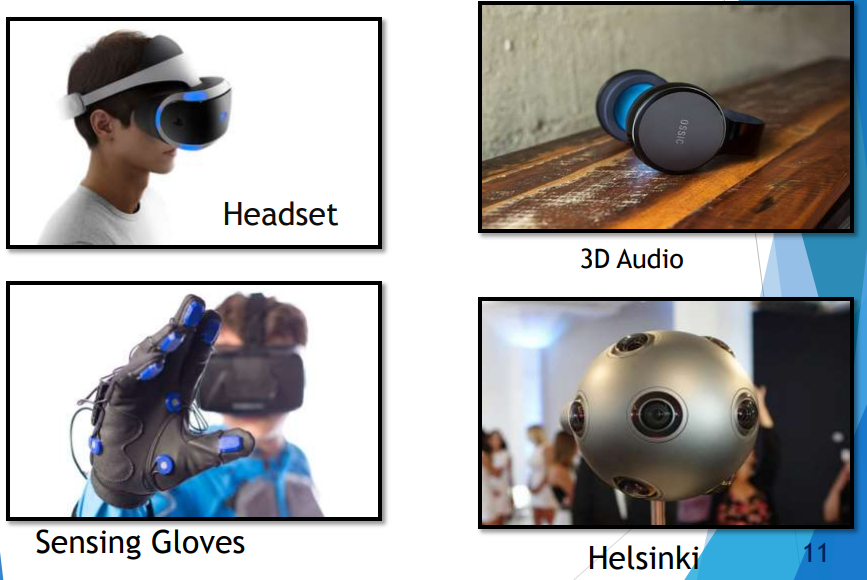 Headset
OSSIC
3D Audio
Sensing Gloves
Helsinki
11